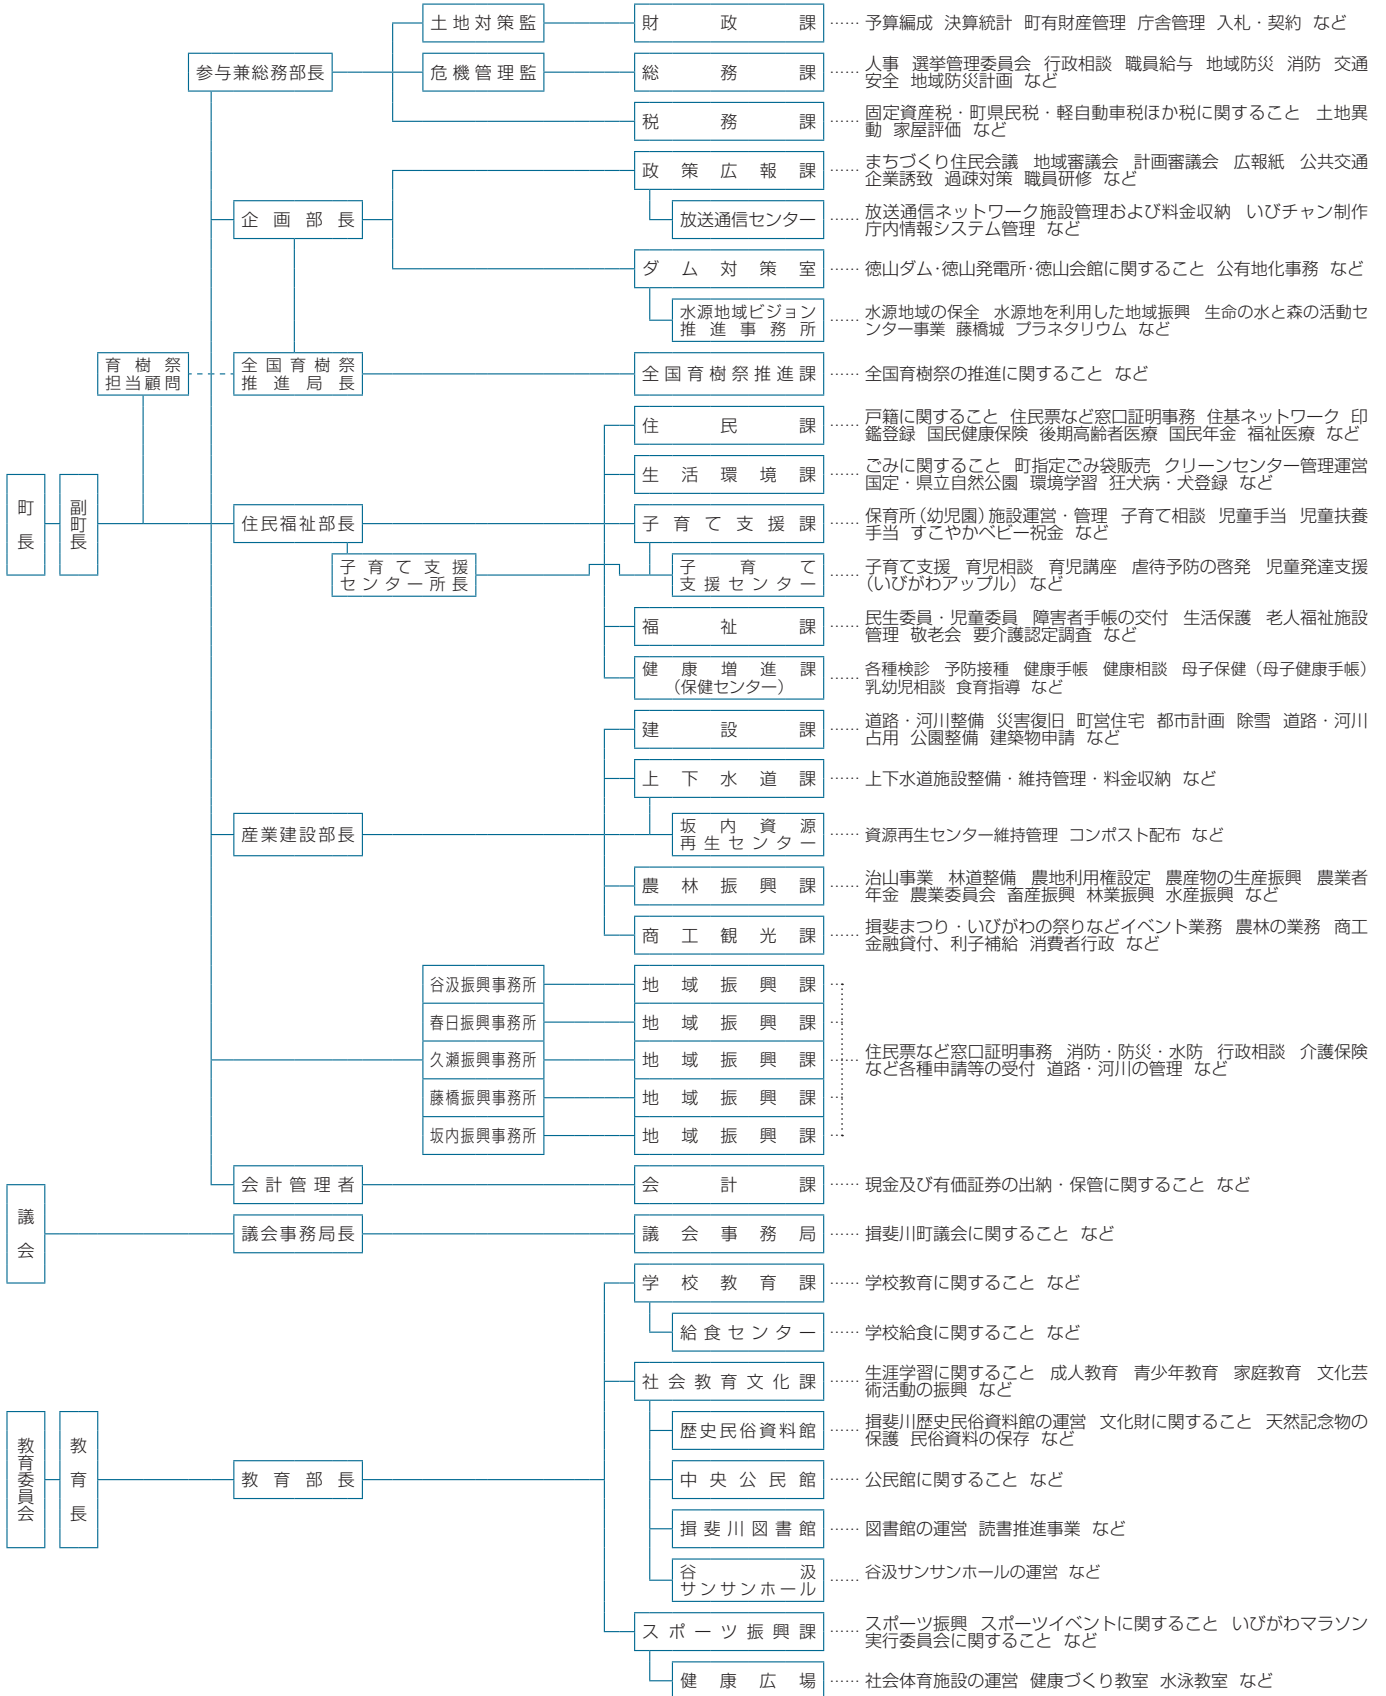 土地対策監
財政課
…… 予算編成 決算統計 町有財産管理 庁舎管理 入札・契約 など
参与兼総務部長
危機管理監
総務課
…… 人事 選挙管理委員会 行政相談 職員給与 地域防災 消防 交通
安全 地域防災計画 など
税務課
…… 固定資産税・町県民税・軽自動車税ほか税に関すること 土地異
動 家屋評価 など
政策広報課
…… まちづくり住民会議 地域審議会 計画審議会 広報紙 公共交通
企業誘致 過疎対策 職員研修 など
企画部長
放送通信センター
…… 放送通信ネットワーク施設管理および料金収納 いびチャン制作
庁内情報システム管理 など
ダム対策室
…… 徳山ダム・徳山発電所・徳山会館に関すること 公有地化事務 など
水源地域ビジョン
推進事務所
…… 水源地域の保全 水源地を利用した地域振興 生命の水と森の活動セ
ンター事業 藤橋城 プラネタリウム など
育樹祭
担当顧問
全国育樹祭
推進局長
全国育樹祭推進課
…… 全国育樹祭の推進に関すること など
住民課
…… 戸籍に関すること 住民票など窓口証明事務 住基ネットワーク 印
鑑登録 国民健康保険 後期高齢者医療 国民年金 福祉医療 など
生活環境課
…… ごみに関すること 町指定ごみ袋販売 クリーンセンター管理運営
国定・県立自然公園 環境学習 狂犬病・犬登録 など
町長
副町長
住民福祉部長
子育て支援課
…… 保育所(幼児園)施設運営・管理 子育て相談 児童手当 児童扶養
手当 すこやかベビー祝金 など
子育て支援
センター所長
子育て
支援センター
…… 子育て支援 育児相談 育児講座 虐待予防の啓発 児童発達支援
(いびがわアップル) など
福祉課
…… 民生委員・児童委員 障害者手帳の交付 生活保護 老人福祉施設
管理 敬老会 要介護認定調査 など
健康増進課
(保健センター)
…… 各種検診 予防接種 健康手帳 健康相談 母子保健(母子健康手帳)
乳幼児相談 食育指導 など
建設課
…… 道路・河川整備 災害復旧 町営住宅 都市計画 除雪 道路・河川
占用 公園整備 建築物申請 など
上下水道課
…… 上下水道施設整備・維持管理・料金収納 など
産業建設部長
坂内資源
再生センター
…… 資源再生センター維持管理 コンポスト配布 など
農林振興課
…… 治山事業 林道整備 農地利用権設定 農産物の生産振興 農業者
年金 農業委員会 畜産振興 林業振興 水産振興 など
商工観光課
…… 揖斐まつり・いびがわの祭りなどイベント業務 農林の業務 商工
金融貸付、利子補給 消費者行政 など
谷汲振興事務所
地域振興課
春日振興事務所
地域振興課
久瀬振興事務所
地域振興課
住民票など窓口証明事務 消防・防災・水防 行政相談 介護保険
など各種申請等の受付 道路・河川の管理 など
藤橋振興事務所
地域振興課
坂内振興事務所
地域振興課
会計管理者
会計課
…… 現金及び有価証券の出納・保管に関すること など
議会
議会事務局長
議会事務局
…… 揖斐川町議会に関すること など
学校教育課
…… 学校教育に関すること など
給食センター
…… 学校給食に関すること など
社会教育文化課
…… 生涯学習に関すること 成人教育 青少年教育 家庭教育 文化芸
術活動の振興 など
歴史民俗資料館
…… 揖斐川歴史民俗資料館の運営 文化財に関すること 天然記念物の
保護 民俗資料の保存 など
教育委員会
教育長
教育部長
中央公民館
…… 公民館に関すること など
揖斐川図書館
…… 図書館の運営 読書推進事業 など
谷汲
サンサンホール
…… 谷汲サンサンホールの運営 など
スポーツ振興課
…… スポーツ振興 スポーツイベントに関すること いびがわマラソン
実行委員会に関すること など
健康広場
…… 社会体育施設の運営 健康づくり教室 水泳教室 など